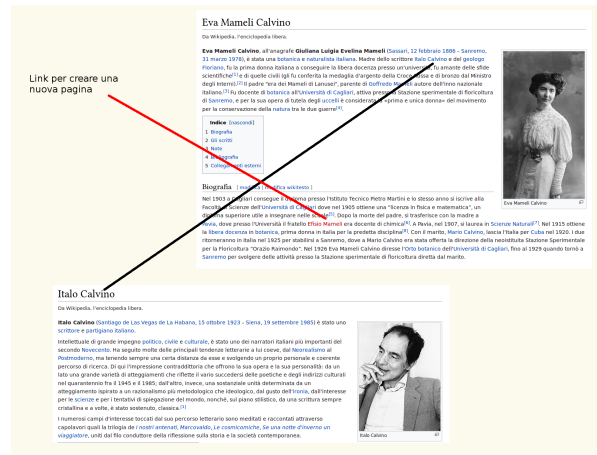 Eva Mameli Calvino
Da Wikipedia, l'enciclopedia libera.
Eva Mameli Calvino, all'anagrafe Giuliana Luigia Evelina Mameli (Sassari, 12 febbraio 1886 – Sanremo,
31 marzo 1978), è stata una botanica e naturalista italiana. Madre dello scrittore Italo Calvino e del geologo
Floriano, fu la prima donna italiana a conseguire la libera docenza presso un'università, fu amante delle sfide
scientifiche[1] e di quelle civili (gli fu conferita la medaglia d'argento della Croce Rossa e di bronzo dal Ministro
degli Interni).[2] Il padre "era dei Mameli di Lanusei", parente di Goffredo Mameli autore dell'inno nazionale
italiano.[3] Fu docente di botanica all'Università di Cagliari, attiva presso la Stazione sperimentale di floricoltura
di Sanremo, e per la sua opera di tutela degli uccelli è considerata la «prima e unica donna» del movimento
per la conservazione della natura tra le due guerre[4].
Link per creare una
nuova pagina
Indice [nascondi]
1 Biografia
2 Gli scritti
3 Note
4 Bibliografia
5 Collegamenti esterni
Eva Mameli Calvino
Biografia [ modifica | modifica wikitesto ]
Nel 1903 a Cagliari consegue il diploma presso l'Istituto Tecnico Pietro Martini e lo stesso anno si iscrive alla
Facoltà di Scienze dell'Università di Cagliari dove nel 1905 ottiene una "licenza in fisica e matematica", un
diploma superiore utile a insegnare nelle scuole[5]. Dopo la morte del padre, si trasferisce con la madre a
Pavia, dove presso l'Università il fratello Efisio Mameli era docente di chimica[6]. A Pavia, nel 1907, si laurea in Scienze Naturali[7]. Nel 1915 ottiene
la libera docenza in botanica, prima donna in Italia per la predetta disciplina[8]. Con il marito, Mario Calvino, lascia l'Italia per Cuba nel 1920. I due
ritorneranno in Italia nel 1925 per stabilirsi a Sanremo, dove a Mario Calvino era stata offerta la direzione della neoistituita Stazione Sperimentale
per la Floricoltura "Orazio Raimondo". Nel 1926 Eva Mameli Calvino diresse l'Orto botanico dell'Università di Cagliari, fino al 1929 quando tornò a
Sanremo per svolgere delle attività presso la stazione sperimentale di floricoltura diretta dal marito.
Italo Calvino
Da Wikipedia, l'enciclopedia libera.
Italo Calvino (Santiago de Las Vegas de La Habana, 15 ottobre 1923 – Siena, 19 settembre 1985) è stato uno
scrittore e partigiano italiano.
Intellettuale di grande impegno politico, civile e culturale, è stato uno dei narratori italiani più importanti del
secondo Novecento. Ha seguito molte delle principali tendenze letterarie a lui coeve, dal Neorealismo al
Postmoderno, ma tenendo sempre una certa distanza da esse e svolgendo un proprio personale e coerente
percorso di ricerca. Di qui l'impressione contraddittoria che offrono la sua opera e la sua personalità: da un
lato una grande varietà di atteggiamenti che riflette il vario succedersi delle poetiche e degli indirizzi culturali
nel quarantennio fra il 1945 e il 1985; dall'altro, invece, una sostanziale unità determinata da un
atteggiamento ispirato a un razionalismo più metodologico che ideologico, dal gusto dell'ironia, dall'interesse
per le scienze e per i tentativi di spiegazione del mondo, nonché, sul piano stilistico, da una scrittura sempre
cristallina e a volte, è stato sostenuto, classica.[1]
I numerosi campi d'interesse toccati dal suo percorso letterario sono meditati e raccontati attraverso
capolavori quali la trilogia de I nostri antenati, Marcovaldo, Le cosmicomiche, Se una notte d'inverno un
viaggiatore, uniti dal filo conduttore della riflessione sulla storia e la società contemporanea.
Italo Calvino